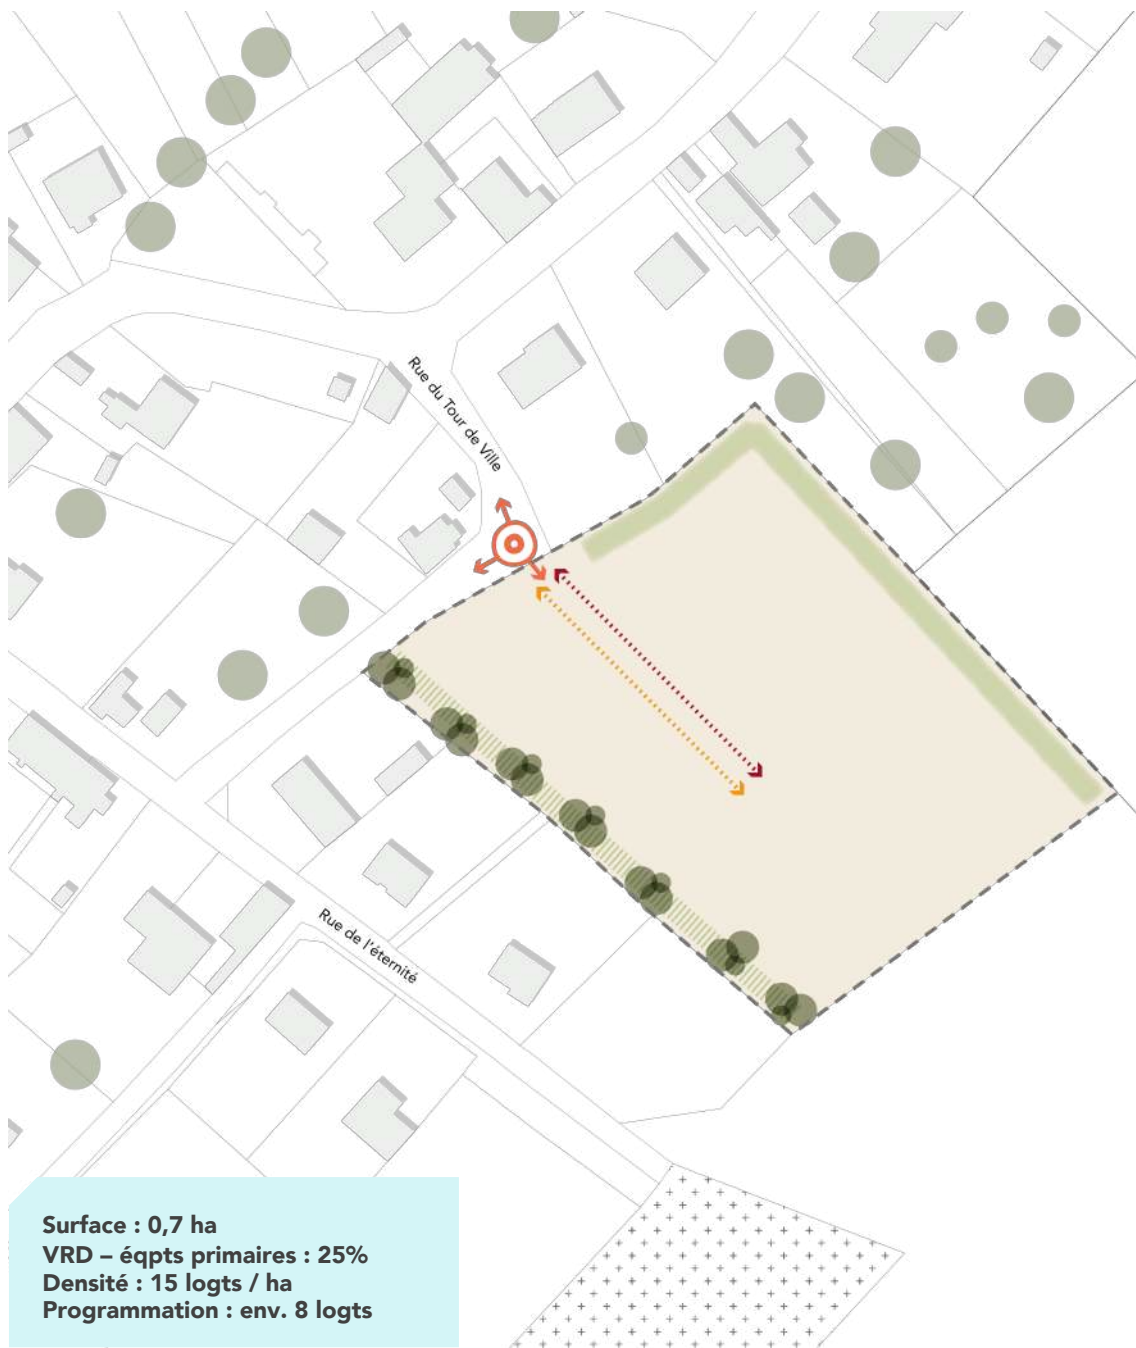 Rue du Tour de Ville
Rue de l'éternité
Surface : 0,7 ha
VRD – éqpts primaires : 25%
Densité : 15 logts / ha
Programmation : env. 8 logts